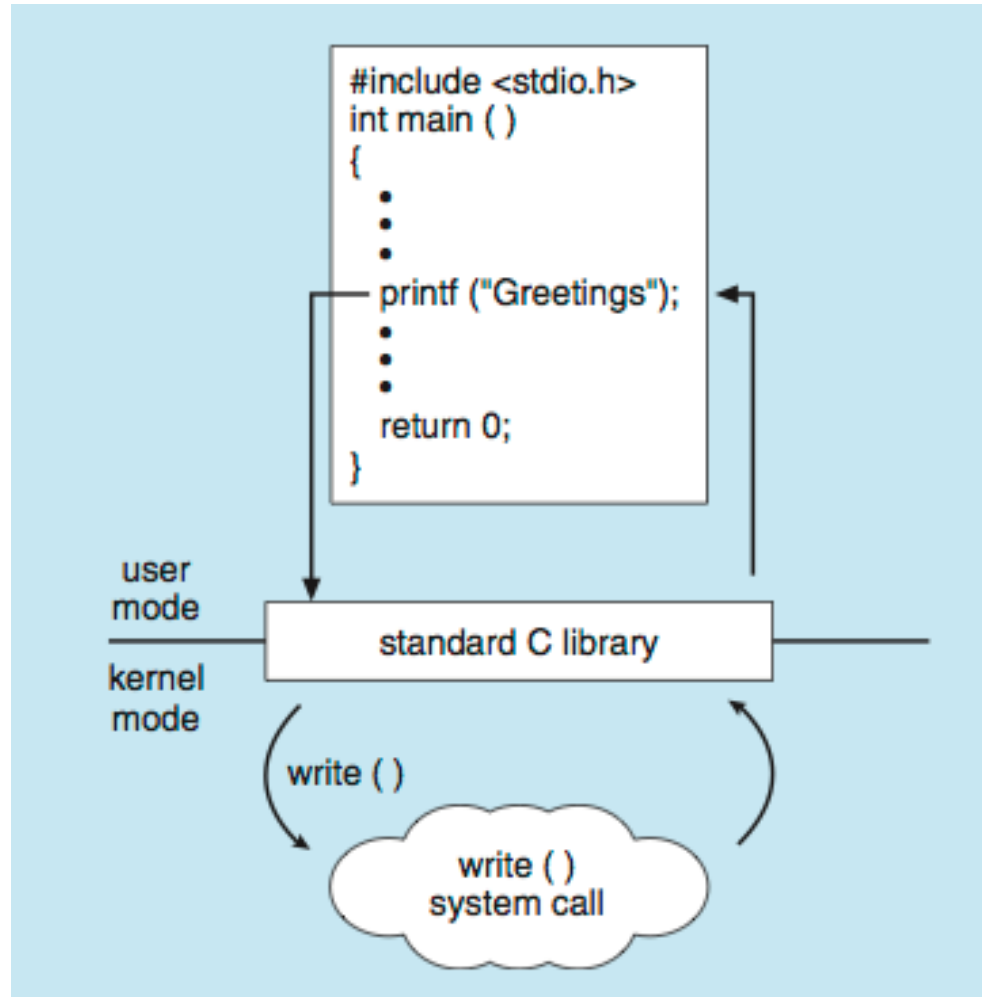 #include <stdio.h>
int main ( )
{
•
•
•
printf ("Greetings");
•
•
•
return 0;
}
user
mode
standard C library
kernel
mode
write ( )
write ( )
system call